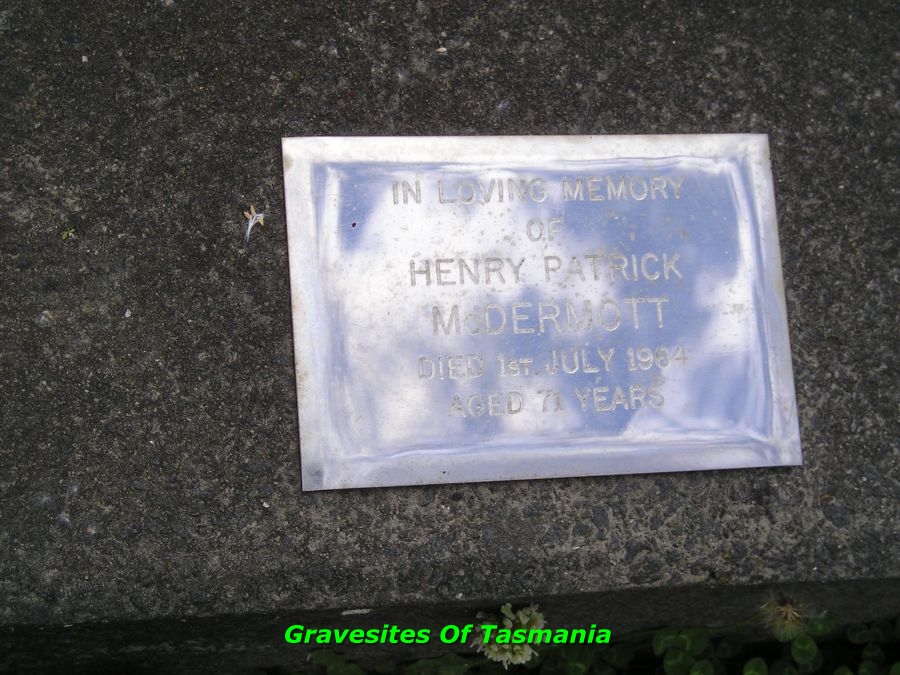 IN LOVING MEMORY
OF
HENRY PATRICK
McDERMOTT
DIED 1ST. JULY 1964
AGED 71 YEARS
Gravesites Of Tasmania